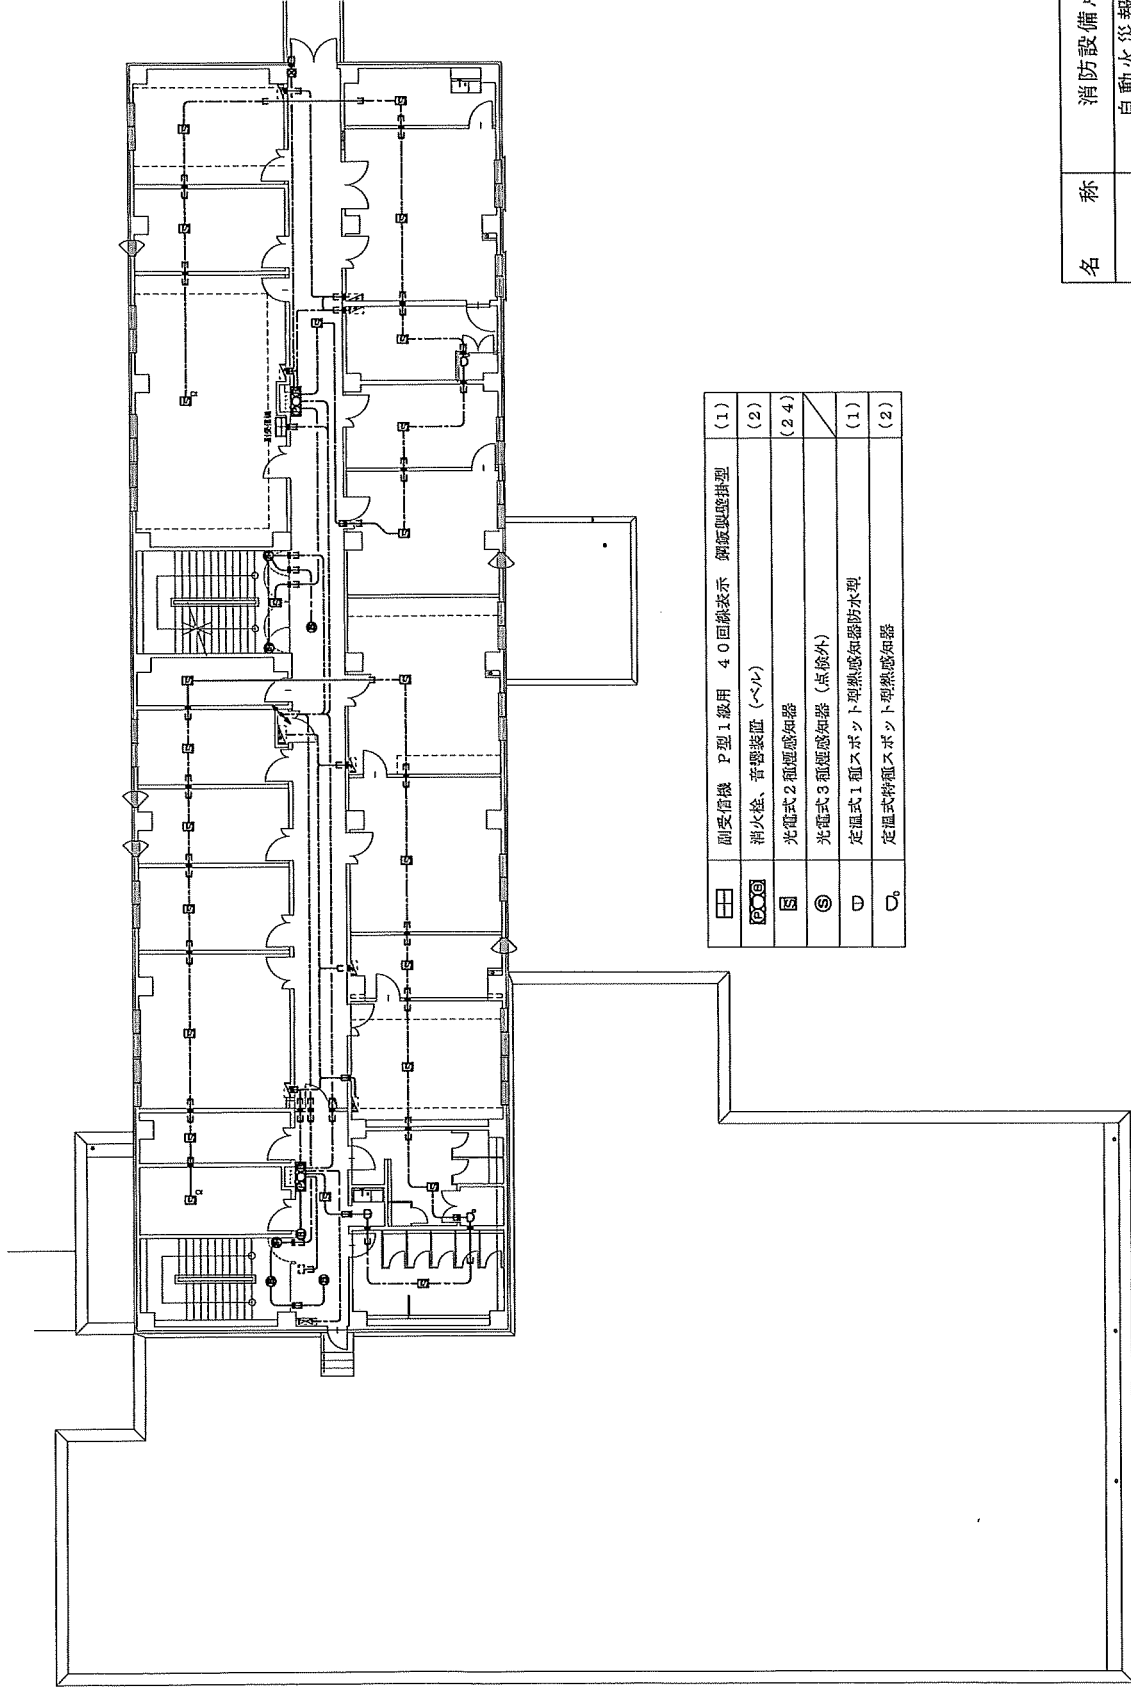 副受信機 P型1級用 40回線表示 鋼鈑製壁掛型 (1)
消火栓、音響装置(ベル) (2)
光電式2種煙感知器 (24)
光電式3種煙感知器(点検外)
定温式1種スポット型熱感知器防水型 (1)
定温式特種スポット型熱感知器 (2)
副受信機
名 称 消防設備
自動火災報